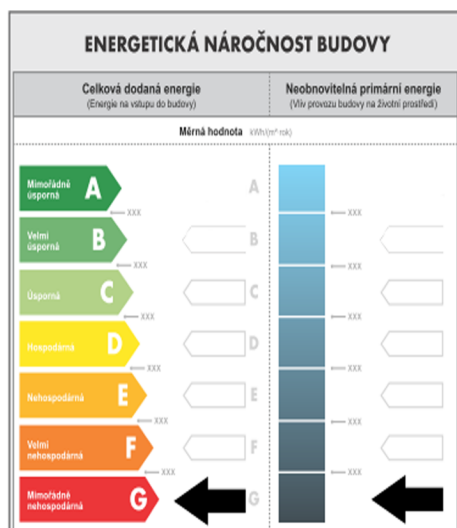 ENERGETICKÁ NÁROČNOST BUDOVY
Celková dodaná energie
(Energie na vstupu do budovy)
Neobnovitelná primární energie
(Vliv provozu budovy na životní prostředí)
Měrná hodnota kWh/(m² rok)
Mimořádně
úsporná
A
A
XXX
XXX
Velmi
úsporná
B
B
XXX
XXX
Úsporná
C
C
XXX
XXX
Hospodárná
D
D
XXX
XXX
Nehospodárná
E
E
XXX
XXX
Velmi
nehospodárná
F
F
XXX
XXX
Mimořádně
nehospodárná
G
G